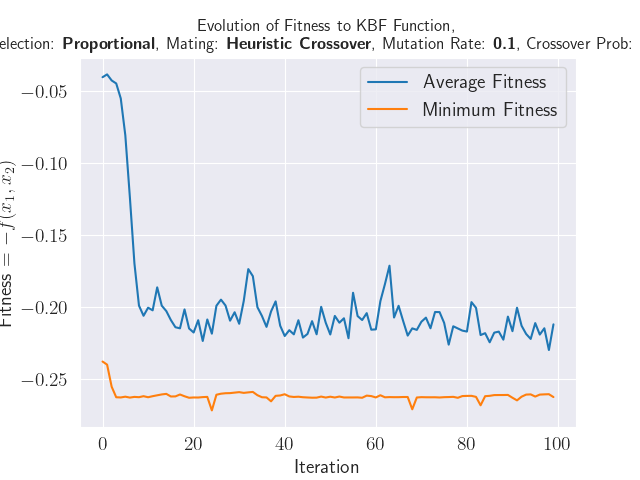 Evolution of Fitness to KBF Function,
election: Proportional, Mating: Heuristic Crossover, Mutation Rate: 0.1, Crossover Prob:
Average Fitness
Minimum Fitness
−0.05
−0.10
−0.15
−0.20
−0.25
Fitness = −f(x₁, x₂)
0 20 40 60 80 100
Iteration